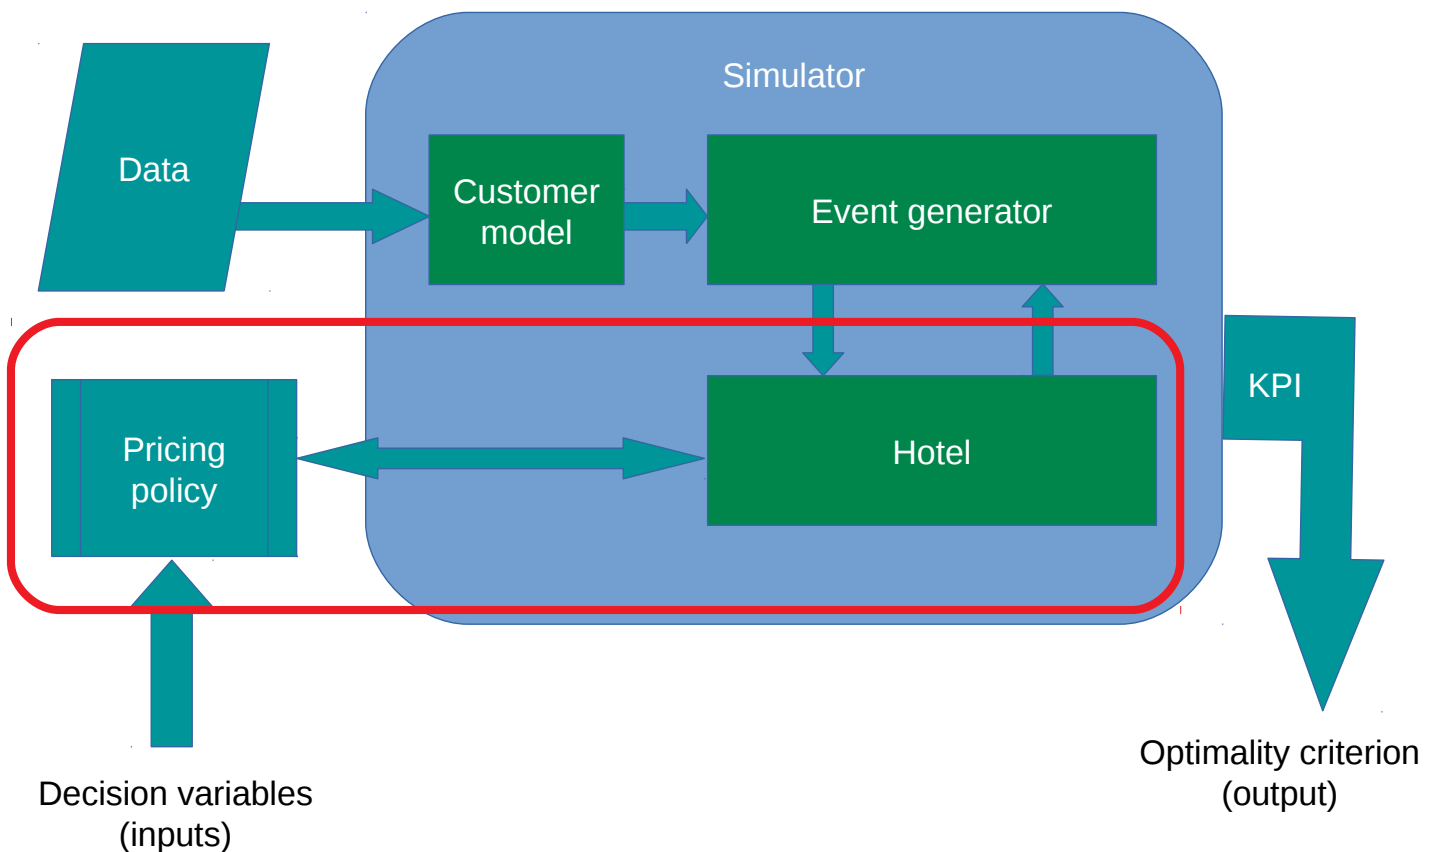 Simulator
Data
Customer
model
Event generator
KPI
Pricing
policy
Hotel
Optimality criterion
(output)
Decision variables
(inputs)